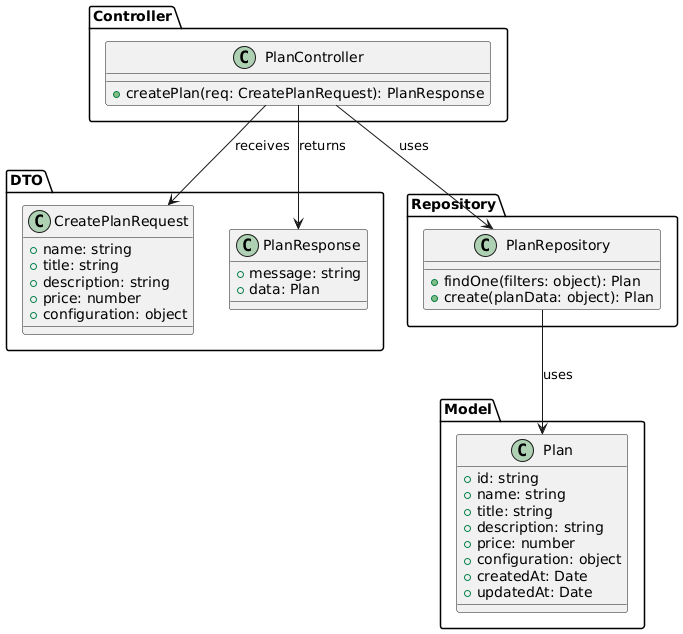 Controller
C PlanController
createPlan(req: CreatePlanRequest): PlanResponse
receives
returns
uses
DTO
C CreatePlanRequest
name: string
title: string
description: string
price: number
configuration: object
C PlanResponse
message: string
data: Plan
Repository
C PlanRepository
findOne(filters: object): Plan
create(planData: object): Plan
uses
Model
C Plan
id: string
name: string
title: string
description: string
price: number
configuration: object
createdAt: Date
updatedAt: Date